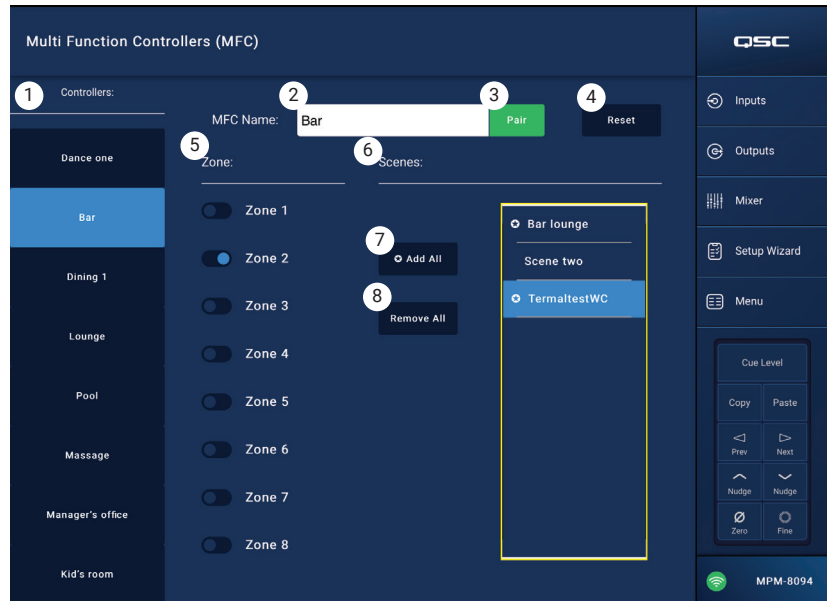 Multi Function Controllers (MFC)
QSC
1 Controllers:
2
3
4
MFC Name: Bar Pair Reset
5 Zone:
6 Scenes:
Dance one
Bar
Dining 1
Lounge
Pool
Massage
Manager's office
Kid's room
Zone 1
Zone 2
Zone 3
Zone 4
Zone 5
Zone 6
Zone 7
Zone 8
7
Add All
8
Remove All
Bar lounge
Scene two
TermaltestWC
Inputs
Outputs
Mixer
Setup Wizard
Menu
Cue Level
Copy Paste
Prev Next
Nudge Nudge
Zero Fine
MPM-8094